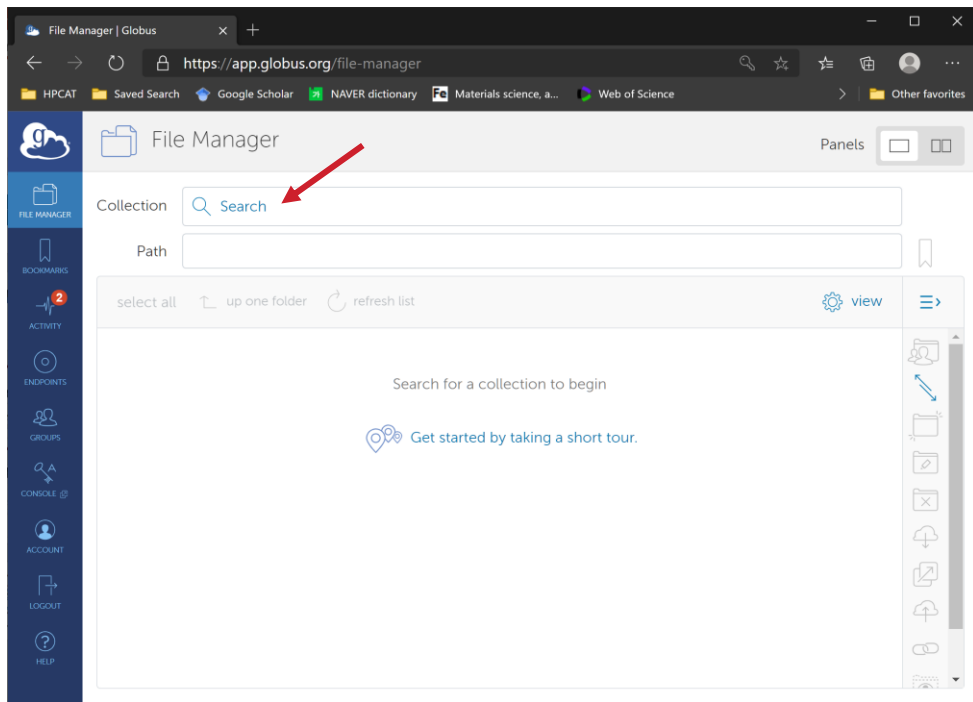 File Manager | Globus
https://app.globus.org/file-manager
HPCAT Saved Search Google Scholar NAVER dictionary Fe Materials science, a... Web of Science Other favorites
g File Manager Panels
FILE MANAGER
Collection Search
Path
BOOKMARKS
select all up one folder refresh list view
2
ACTIVITY
Search for a collection to begin
ENDPOINTS
Get started by taking a short tour.
GROUPS
CONSOLE
ACCOUNT
LOGOUT
HELP